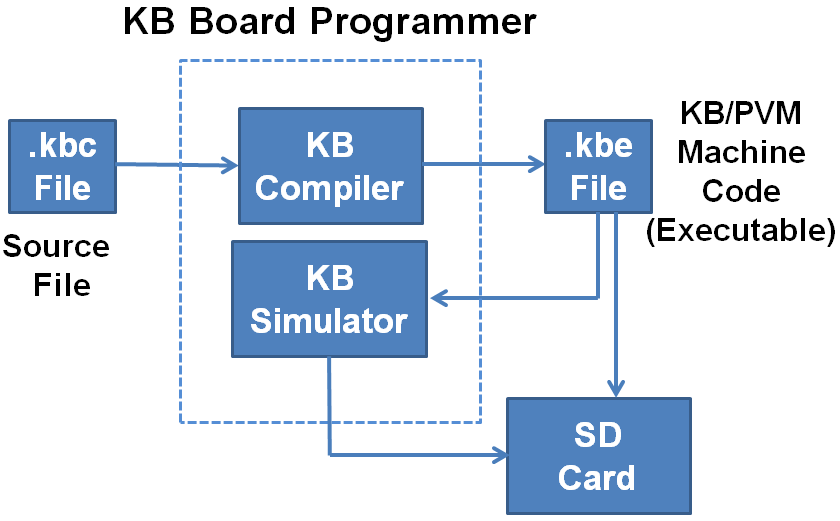 KB Board Programmer
.kbc
File
Source
File
KB
Compiler
.kbe
File
KB/PVM
Machine
Code
(Executable)
KB
Simulator
SD
Card